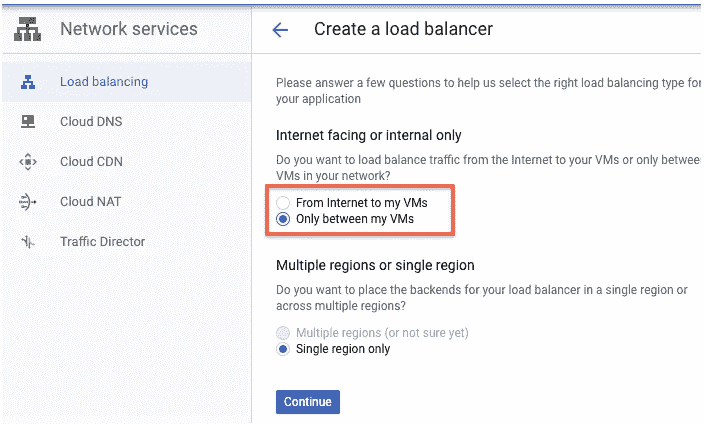 Network services
Create a load balancer
Load balancing
Cloud DNS
Cloud CDN
Cloud NAT
Traffic Director
Please answer a few questions to help us select the right load balancing type for
your application
Internet facing or internal only
Do you want to load balance traffic from the Internet to your VMs or only betwee
VMs in your network?
From Internet to my VMs
Only between my VMs
Multiple regions or single region
Do you want to place the backends for your load balancer in a single region or
across multiple regions?
Multiple regions (or not sure yet)
Single region only
Continue